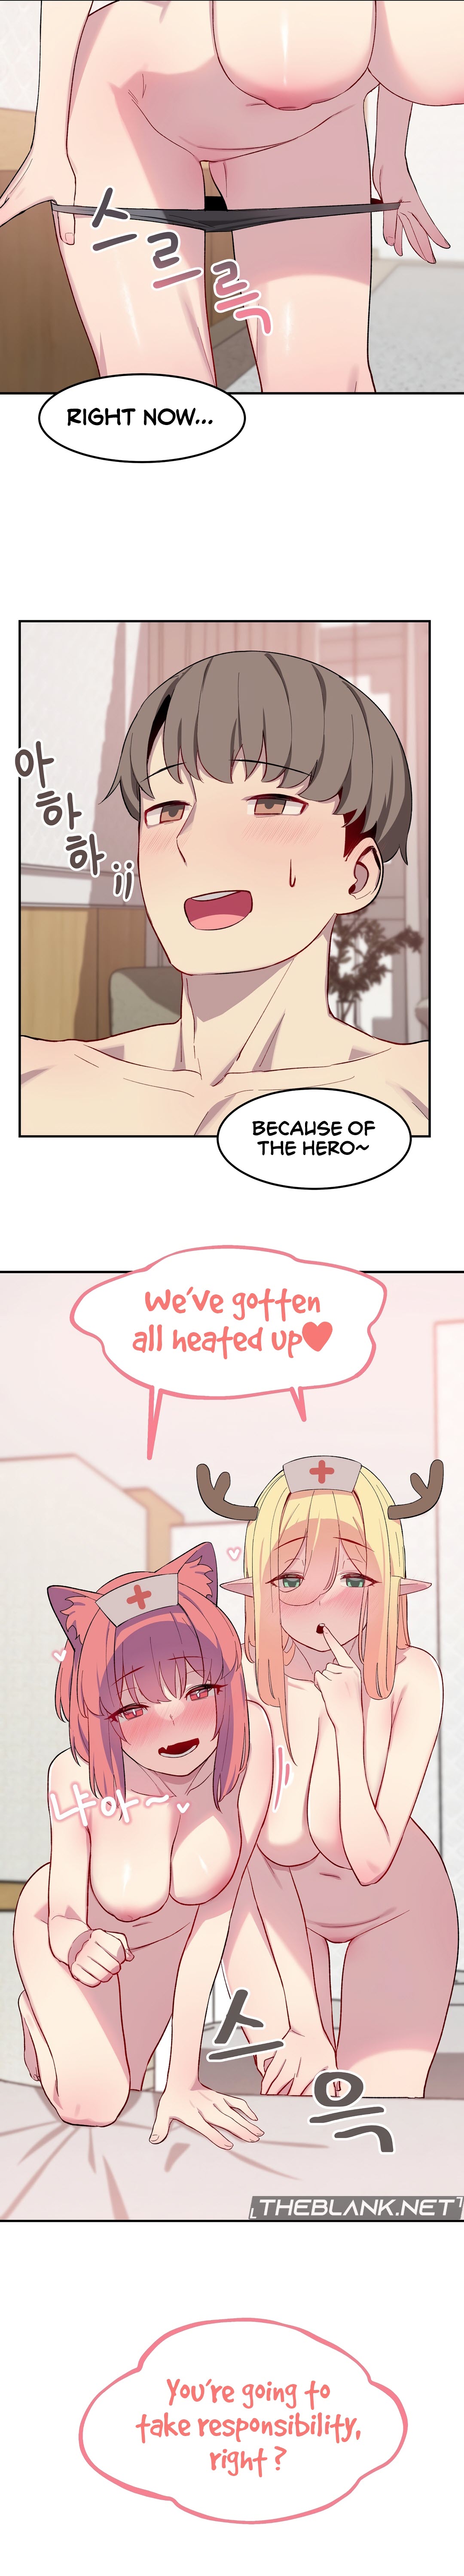 스
르
륵
RIGHT NOW...
아
하
하
;;
BECAUSE OF
THE HERO~
We've gotten
all heated up♥
냐아~
스
윽
THEBLANK.NET
You're going to
take responsibility,
right?